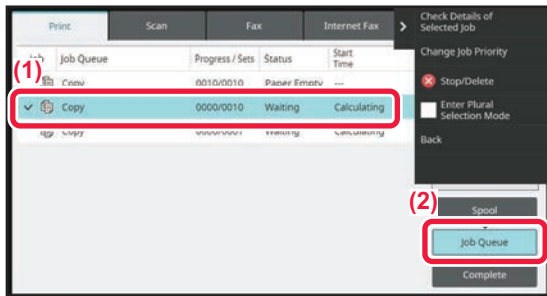 Print Scan Fax Internet Fax
Check Details of
Selected Job
Job Queue Progress / Sets Status Start
Time
Change Job Priority
(1)
Copy 0010/0010 Paper Empty ---
Stop/Delete
Copy 0000/0010 Waiting Calculating
Enter Plural
Selection Mode
Copy 0000/0001 Waiting Calculating
Back
(2)
Spool
Job Queue
Complete